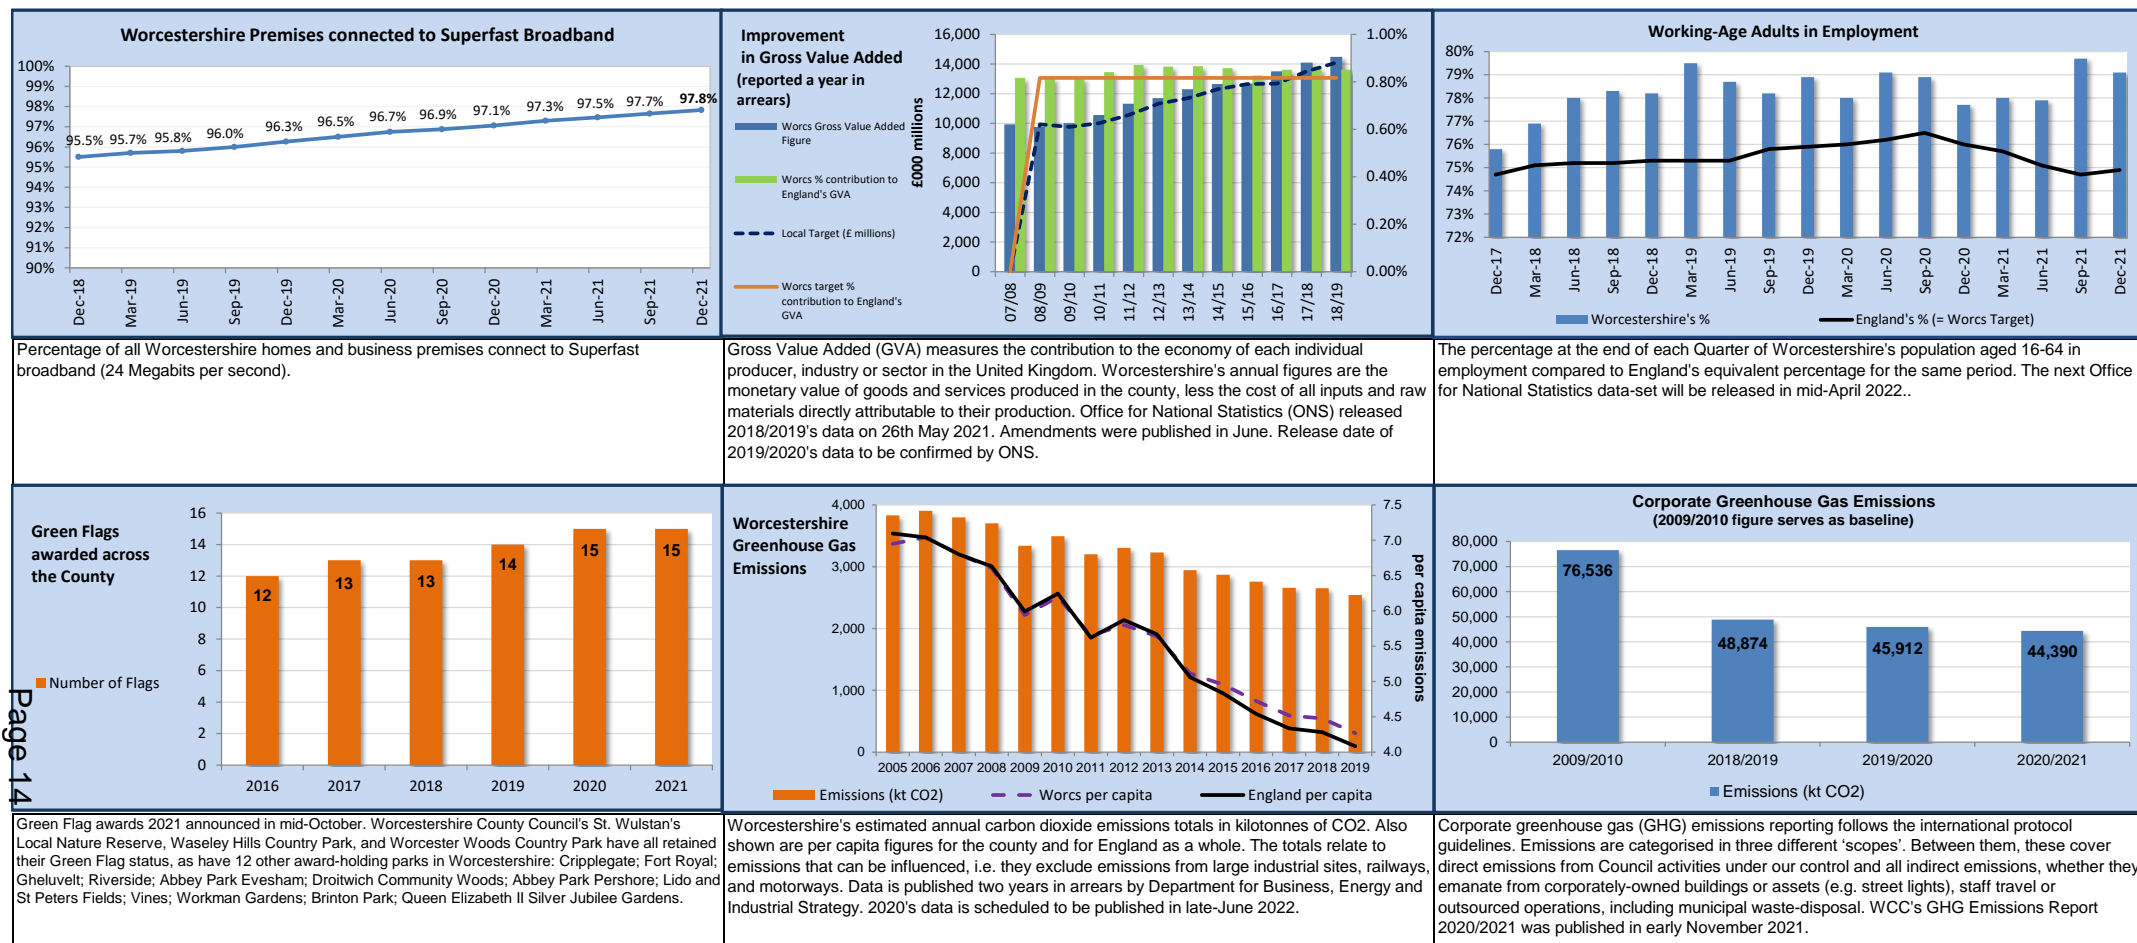 Worcestershire Premises connected to Superfast Broadband
100%
99%
98%
97%
96%
95%
94%
93%
92%
91%
90%
95.5%
95.7%
95.8%
96.0%
96.3%
96.5%
96.7%
96.9%
97.1%
97.3%
97.5%
97.7%
97.8%
Dec-18
Mar-19
Jun-19
Sep-19
Dec-19
Mar-20
Jun-20
Sep-20
Dec-20
Mar-21
Jun-21
Sep-21
Dec-21
Percentage of all Worcestershire homes and business premises connect to Superfast
broadband (24 Megabits per second).
Improvement
in Gross Value Added
(reported a year in
arrears)
Worcs Gross Value Added
Figure
Worcs % contribution to
England's GVA
Local Target (£ millions)
Worcs target %
contribution to England's
GVA
£000 millions
16,000
14,000
12,000
10,000
8,000
6,000
4,000
2,000
0
1.00%
0.80%
0.60%
0.40%
0.20%
0.00%
07/08
08/09
09/10
10/11
11/12
12/13
13/14
14/15
15/16
16/17
17/18
18/19
Gross Value Added (GVA) measures the contribution to the economy of each individual
producer, industry or sector in the United Kingdom. Worcestershire's annual figures are the
monetary value of goods and services produced in the county, less the cost of all inputs and raw
materials directly attributable to their production. Office for National Statistics (ONS) released
2018/2019's data on 26th May 2021. Amendments were published in June. Release date of
2019/2020's data to be confirmed by ONS.
Working-Age Adults in Employment
80%
79%
78%
77%
76%
75%
74%
73%
72%
Dec-17
Mar-18
Jun-18
Sep-18
Dec-18
Mar-19
Jun-19
Sep-19
Dec-19
Mar-20
Jun-20
Sep-20
Dec-20
Mar-21
Jun-21
Sep-21
Dec-21
Worcestershire's %
England's % (= Worcs Target)
The percentage at the end of each Quarter of Worcestershire's population aged 16-64 in
employment compared to England's equivalent percentage for the same period. The next Office
for National Statistics data-set will be released in mid-April 2022..
Green Flags
awarded across
the County
Number of Flags
16
14
12
10
8
6
4
2
0
12
13
13
14
15
15
2016
2017
2018
2019
2020
2021
Page 14
Green Flag awards 2021 announced in mid-October. Worcestershire County Council's St. Wulstan's
Local Nature Reserve, Waseley Hills Country Park, and Worcester Woods Country Park have all retained
their Green Flag status, as have 12 other award-holding parks in Worcestershire: Cripplegate; Fort Royal;
Gheluvelt; Riverside; Abbey Park Evesham; Droitwich Community Woods; Abbey Park Pershore; Lido and
St Peters Fields; Vines; Workman Gardens; Brinton Park; Queen Elizabeth II Silver Jubilee Gardens.
Worcestershire
Greenhouse Gas
Emissions
4,000
3,000
2,000
1,000
0
7.5
7.0
6.5
6.0
5.5
5.0
4.5
4.0
per capita emissions
2005 2006 2007 2008 2009 2010 2011 2012 2013 2014 2015 2016 2017 2018 2019
Emissions (kt CO2)
Worcs per capita
England per capita
Worcestershire's estimated annual carbon dioxide emissions totals in kilotonnes of CO2. Also
shown are per capita figures for the county and for England as a whole. The totals relate to
emissions that can be influenced, i.e. they exclude emissions from large industrial sites, railways,
and motorways. Data is published two years in arrears by Department for Business, Energy and
Industrial Strategy. 2020's data is scheduled to be published in late-June 2022.
Corporate Greenhouse Gas Emissions
(2009/2010 figure serves as baseline)
80,000
70,000
60,000
50,000
40,000
30,000
20,000
10,000
0
76,536
48,874
45,912
44,390
2009/2010
2018/2019
2019/2020
2020/2021
Emissions (kt CO2)
Corporate greenhouse gas (GHG) emissions reporting follows the international protocol
guidelines. Emissions are categorised in three different ‘scopes’. Between them, these cover
direct emissions from Council activities under our control and all indirect emissions, whether they
emanate from corporately-owned buildings or assets (e.g. street lights), staff travel or
outsourced operations, including municipal waste-disposal. WCC's GHG Emissions Report
2020/2021 was published in early November 2021.